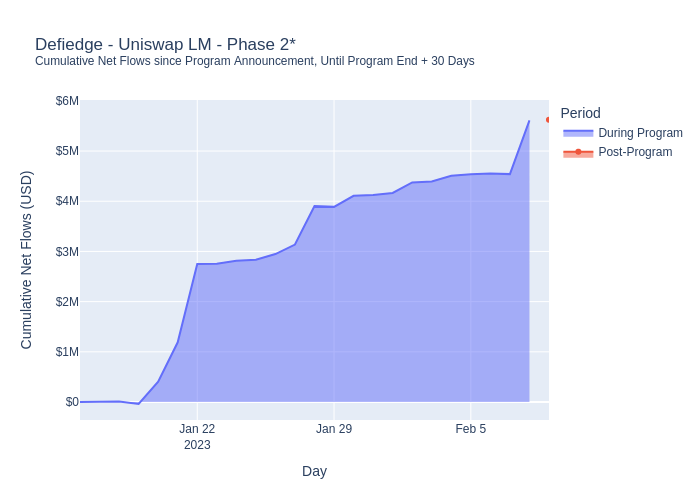 Defiedge - Uniswap LM - Phase 2*
Cumulative Net Flows since Program Announcement, Until Program End + 30 Days
Period
During Program
Post-Program
Cumulative Net Flows (USD)
$6M
$5M
$4M
$3M
$2M
$1M
$0
Jan 22
2023
Jan 29
Feb 5
Day